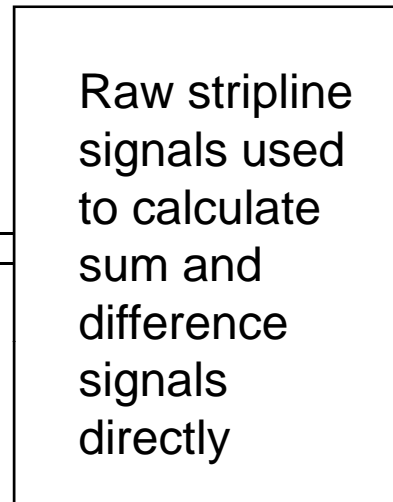 Raw stripline
signals used
to calculate
sum and
difference
signals
directly